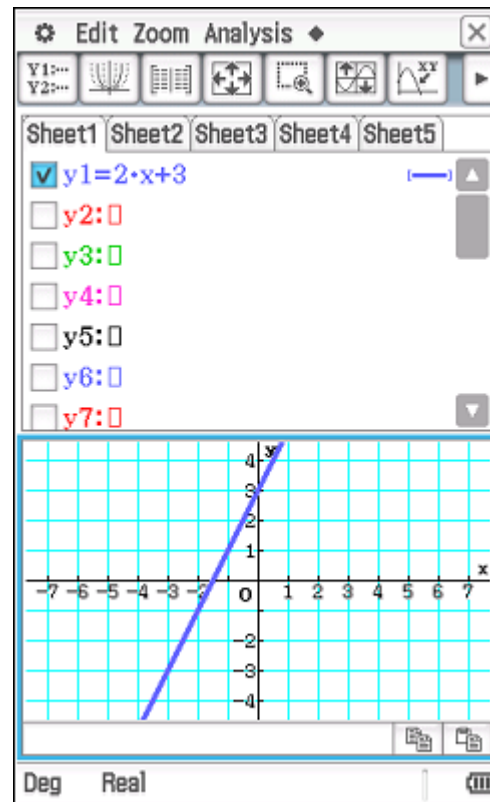 Edit Zoom Analysis ◆
Y1:··· XY
Y2:···
Sheet1 Sheet2 Sheet3 Sheet4 Sheet5
y1=2·x+3
y2:▯
y3:▯
y4:▯
y5:▯
y6:▯
y7:▯
y
4
3
2
1
x
-7 -6 -5 -4 -3 -2 O 1 2 3 4 5 6 7
-2
-3
-4
Deg Real